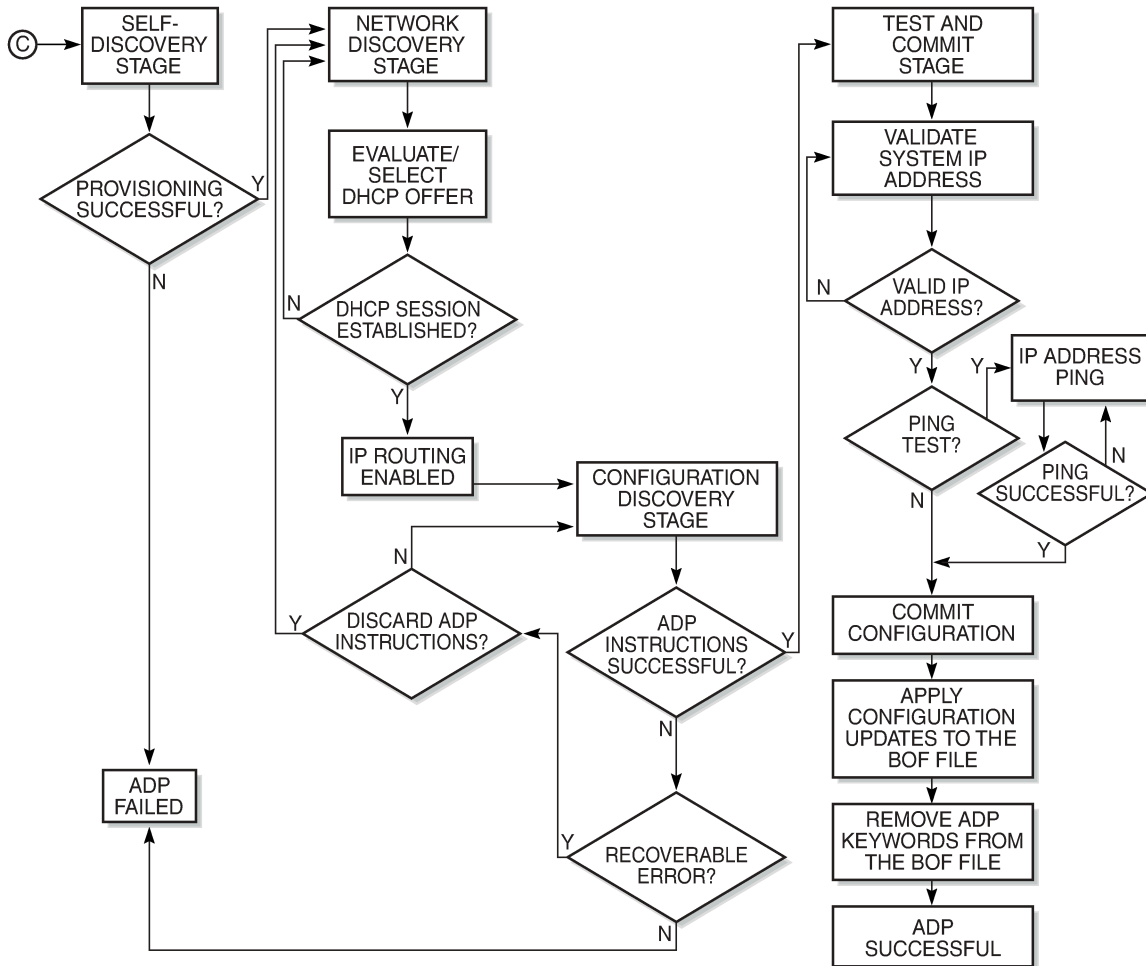 C
SELF-
DISCOVERY
STAGE
PROVISIONING
SUCCESSFUL?
Y
N
ADP
FAILED
NETWORK
DISCOVERY
STAGE
EVALUATE/
SELECT
DHCP OFFER
DHCP SESSION
ESTABLISHED?
N
Y
IP ROUTING
ENABLED
CONFIGURATION
DISCOVERY
STAGE
ADP
INSTRUCTIONS
SUCCESSFUL?
Y
N
DISCARD ADP
INSTRUCTIONS?
N
Y
RECOVERABLE
ERROR?
Y
N
TEST AND
COMMIT
STAGE
VALIDATE
SYSTEM IP
ADDRESS
VALID IP
ADDRESS?
N
Y
PING
TEST?
Y
N
IP ADDRESS
PING
PING
SUCCESSFUL?
N
Y
COMMIT
CONFIGURATION
APPLY
CONFIGURATION
UPDATES TO THE
BOF FILE
REMOVE ADP
KEYWORDS FROM
THE BOF FILE
ADP
SUCCESSFUL